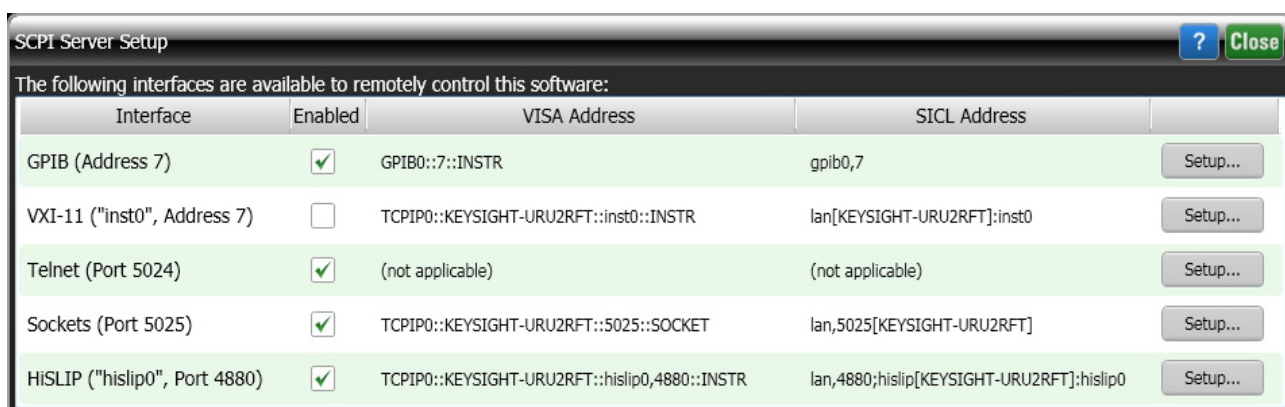 SCPI Server Setup ? Close
The following interfaces are available to remotely control this software:
Interface Enabled VISA Address SICL Address
GPIB (Address 7) GPIB0::7::INSTR gpib0,7 Setup...
VXI-11 ("inst0", Address 7) TCPIP0::KEYSIGHT-URU2RFT::inst0::INSTR lan[KEYSIGHT-URU2RFT]:inst0 Setup...
Telnet (Port 5024) (not applicable) (not applicable) Setup...
Sockets (Port 5025) TCPIP0::KEYSIGHT-URU2RFT::5025::SOCKET lan,5025[KEYSIGHT-URU2RFT] Setup...
HiSLIP ("hislip0", Port 4880) TCPIP0::KEYSIGHT-URU2RFT::hislip0,4880::INSTR lan,4880;hislip[KEYSIGHT-URU2RFT]:hislip0 Setup...